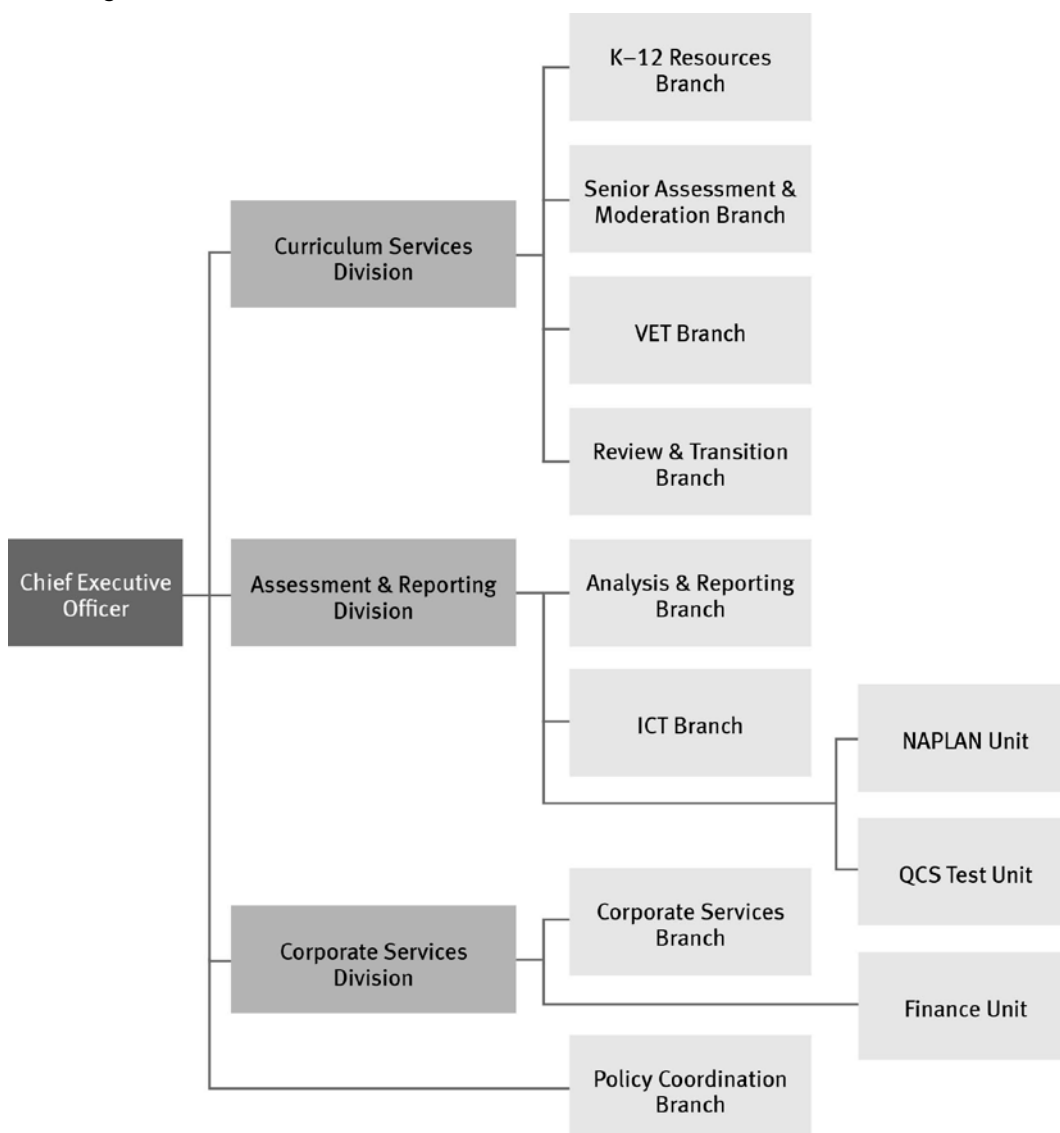 K–12 Resources
Branch
Senior Assessment &
Moderation Branch
Curriculum Services
Division
VET Branch
Review & Transition
Branch
Chief Executive
Officer
Assessment & Reporting
Division
Analysis & Reporting
Branch
ICT Branch
NAPLAN Unit
QCS Test Unit
Corporate Services
Division
Corporate Services
Branch
Finance Unit
Policy Coordination
Branch